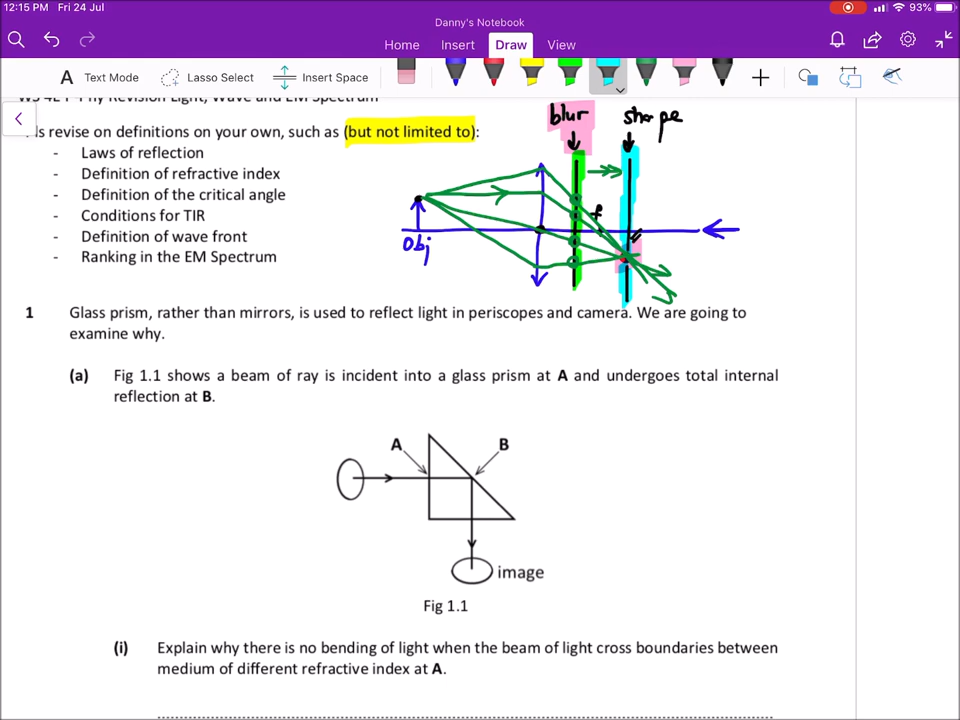 12:15 PM Fri 24 Jul
93%
Danny's Notebook
Home Insert Draw View
A Text Mode Lasso Select Insert Space
Revision Light, Wave and EM Spectrum
revise on definitions on your own, such as (but not limited to):
- Laws of reflection
- Definition of refractive index
- Definition of the critical angle
- Conditions for TIR
- Definition of wave front
- Ranking in the EM Spectrum
blur sharpe
f
Obj
1 Glass prism, rather than mirrors, is used to reflect light in periscopes and camera. We are going to
examine why.
(a) Fig 1.1 shows a beam of ray is incident into a glass prism at A and undergoes total internal
reflection at B.
A B
image
Fig 1.1
(i) Explain why there is no bending of light when the beam of light cross boundaries between
medium of different refractive index at A.